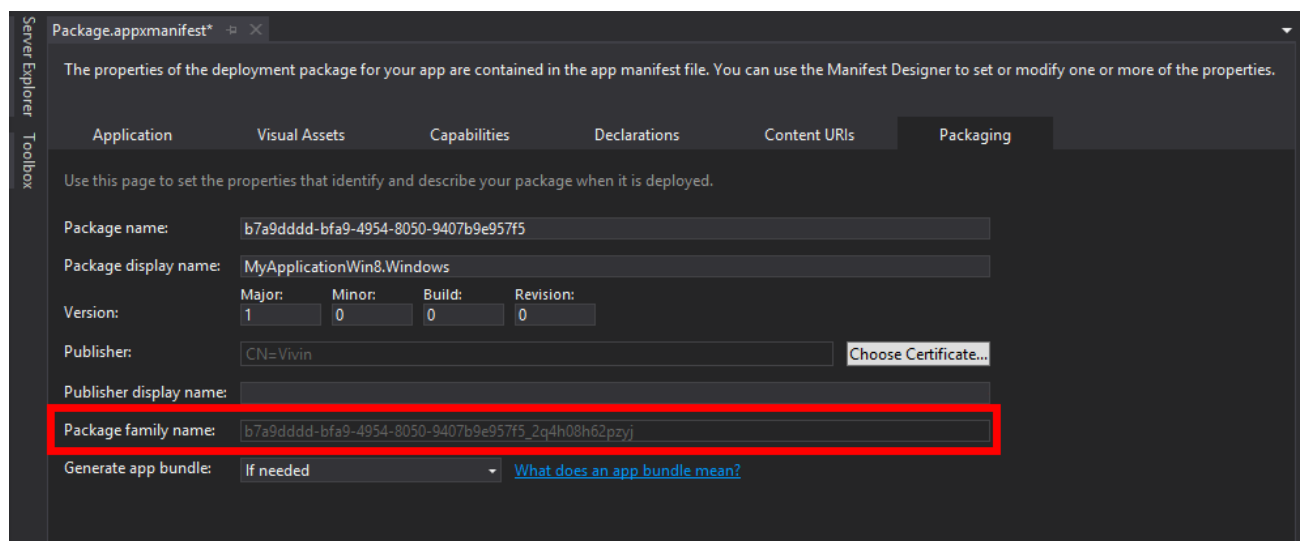 Server Explorer
Toolbox
Package.appxmanifest*
The properties of the deployment package for your app are contained in the app manifest file. You can use the Manifest Designer to set or modify one or more of the properties.
Application Visual Assets Capabilities Declarations Content URIs Packaging
Use this page to set the properties that identify and describe your package when it is deployed.
Package name: b7a9dddd-bfa9-4954-8050-9407b9e957f5
Package display name: MyApplicationWin8.Windows
Major: Minor: Build: Revision:
Version: 1 0 0 0
Publisher: CN=Vivin Choose Certificate...
Publisher display name:
Package family name: b7a9dddd-bfa9-4954-8050-9407b9e957f5_2q4h08h62pzyj
Generate app bundle: If needed What does an app bundle mean?